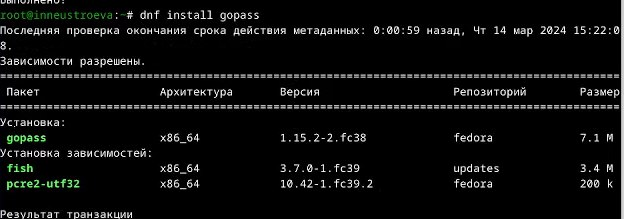 Выполнено!
root@inneustroeva:~# dnf install gopass
Последняя проверка окончания срока действия метаданных: 0:00:59 назад, Чт 14 мар 2024 15:22:0
8.
Зависимости разрешены.
================================================================================
Пакет Архитектура Версия Репозиторий Размер
================================================================================
Установка:
gopass x86_64 1.15.2-2.fc38 fedora 7.1 M
Установка зависимостей:
fish x86_64 3.7.0-1.fc39 updates 3.4 M
pcre2-utf32 x86_64 10.42-1.fc39.2 fedora 200 k
Результат транзакции